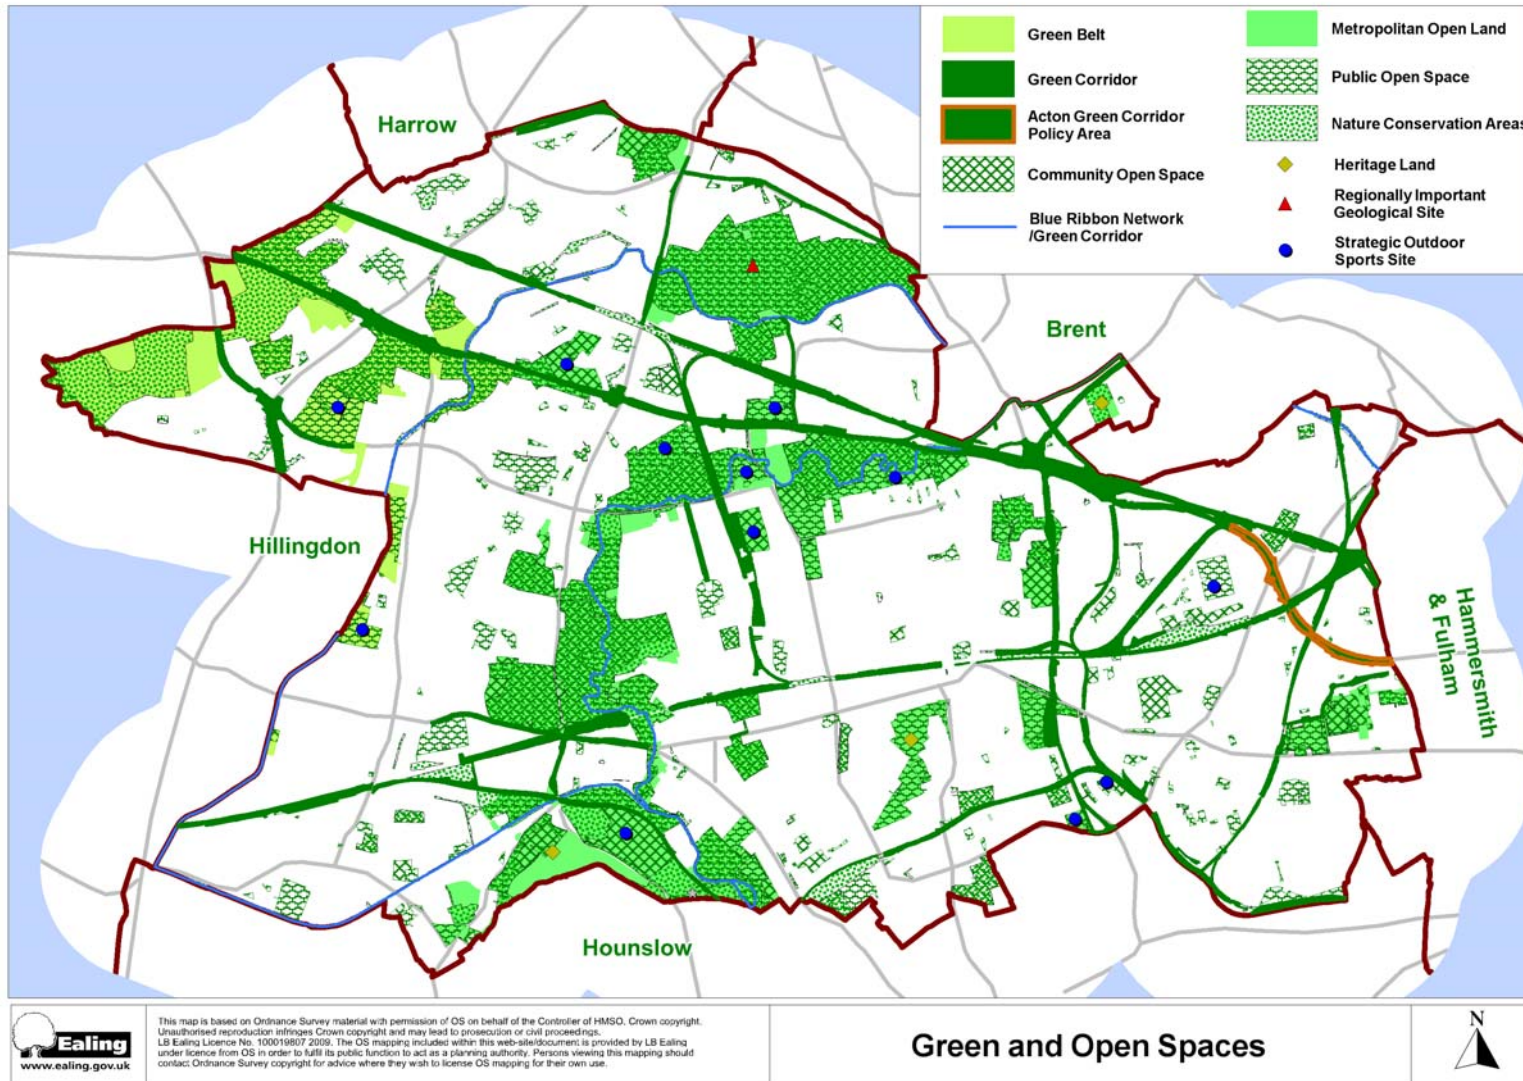 Green Belt
Green Corridor
Acton Green Corridor
Policy Area
Community Open Space
Blue Ribbon Network
/Green Corridor
Metropolitan Open Land
Public Open Space
Nature Conservation Areas
Heritage Land
Regionally Important
Geological Site
Strategic Outdoor
Sports Site
Harrow
Brent
Hillingdon
Hammersmith
& Fulham
Hounslow
Ealing
www.ealing.gov.uk
This map is based on Ordnance Survey material with permission of OS on behalf of the Controller of HMSO. Crown copyright.
Unauthorised reproduction infringes Crown copyright and may lead to prosecution or civil proceedings.
LB Ealing Licence No. 100019807 2009. The OS mapping included within this web-site/document is provided by LB Ealing
under licence from OS in order to fulfil its public function to act as a planning authority. Persons viewing this mapping should
contact Ordnance Survey copyright for advice where they wish to license OS mapping for their own use.
Green and Open Spaces
N